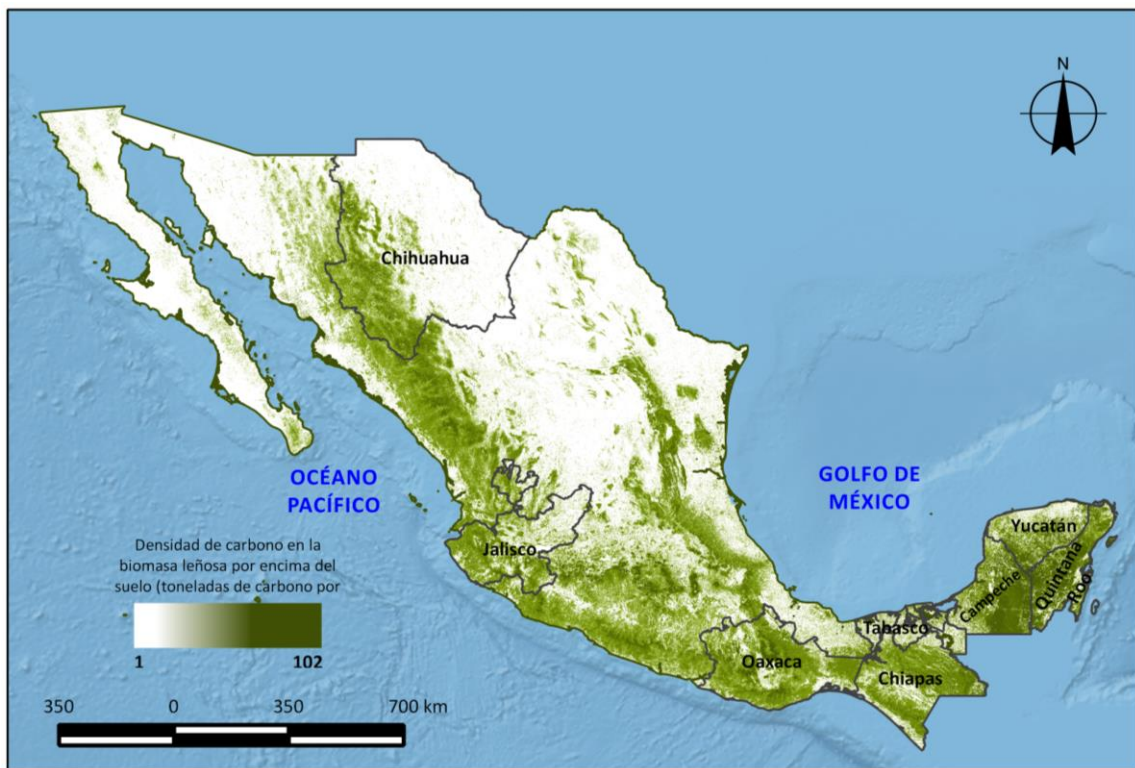 N
Chihuahua
OCÉANO
PACÍFICO
GOLFO DE
MÉXICO
Jalisco
Yucatán
Quintana
Roo
Campeche
Tabasco
Oaxaca
Chiapas
Densidad de carbono en la
biomasa leñosa por encima del
suelo (toneladas de carbono por
1 102
350 0 350 700 km